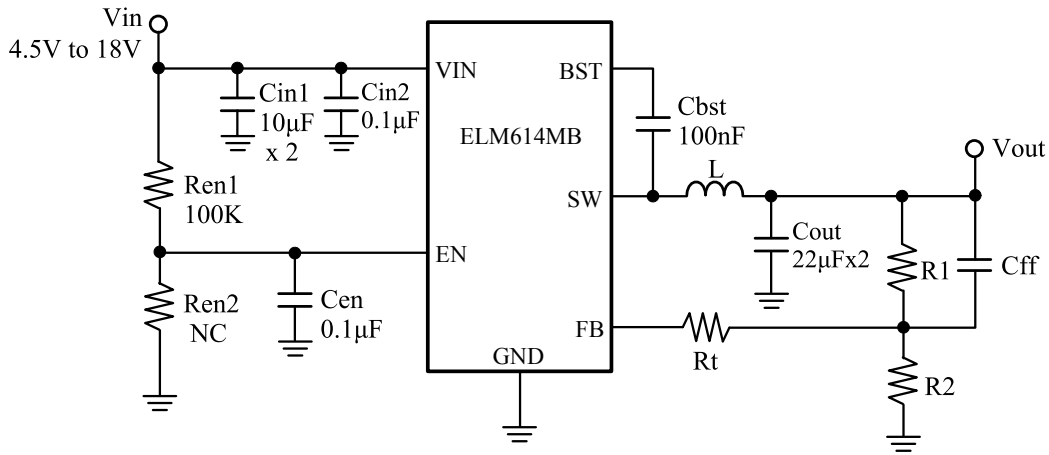 Vin
4.5V to 18V
VIN
BST
Cin1
10μF
x 2
Cin2
0.1μF
ELM614MB
Cbst
100nF
Vout
Ren1
100K
SW
L
Cout
22μFx2
EN
R1
Cff
Ren2
NC
Cen
0.1μF
FB
Rt
GND
R2